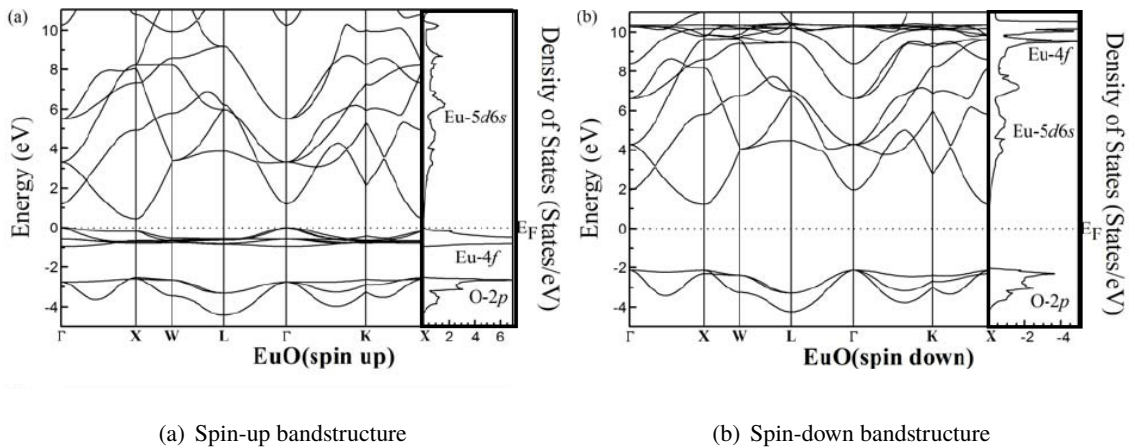 (a)
10
8
6
4
2
0
-2
-4
Energy (eV)
Eu-5d6s
E_F
Eu-4f
O-2p
Density of States (States/eV)
Γ X W L Γ K X 2 4 6
EuO(spin up)
(b)
10
8
6
4
2
0
-2
-4
Energy (eV)
Eu-4f
Eu-5d6s
E_F
O-2p
Density of States (States/eV)
Γ X W L Γ K X -2 -4
EuO(spin down)
(a) Spin-up bandstructure
(b) Spin-down bandstructure